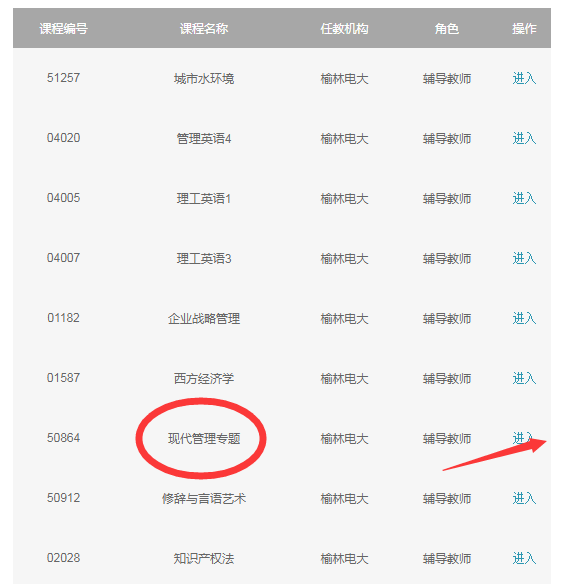 课程编号 课程名称 任教机构 角色 操作
51257 城市水环境 榆林电大 辅导教师 进入
04020 管理英语4 榆林电大 辅导教师 进入
04005 理工英语1 榆林电大 辅导教师 进入
04007 理工英语3 榆林电大 辅导教师 进入
01182 企业战略管理 榆林电大 辅导教师 进入
01587 西方经济学 榆林电大 辅导教师 进入
50864 现代管理专题 榆林电大 辅导教师 进入
50912 修辞与言语艺术 榆林电大 辅导教师 进入
02028 知识产权法 榆林电大 辅导教师 进入